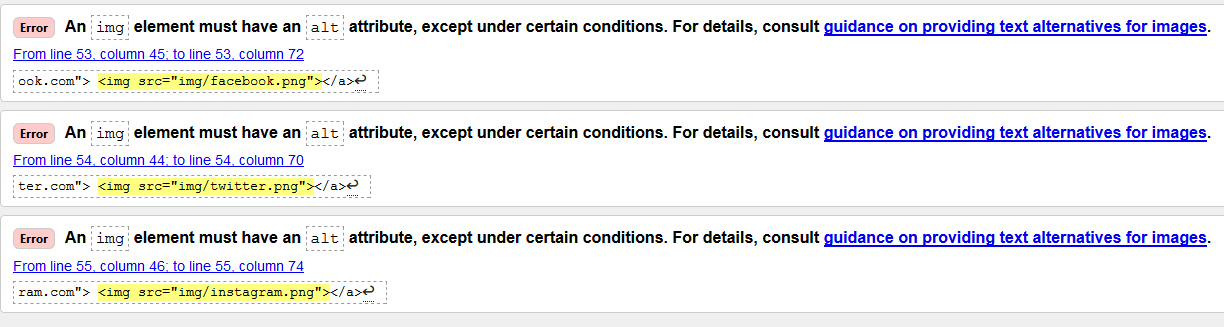 Error An img element must have an alt attribute, except under certain conditions. For details, consult guidance on providing text alternatives for images.
From line 53, column 45; to line 53, column 72
ook.com"> <img src="img/facebook.png"></a>↩
Error An img element must have an alt attribute, except under certain conditions. For details, consult guidance on providing text alternatives for images.
From line 54, column 44; to line 54, column 70
ter.com"> <img src="img/twitter.png"></a>↩
Error An img element must have an alt attribute, except under certain conditions. For details, consult guidance on providing text alternatives for images.
From line 55, column 46; to line 55, column 74
ram.com"> <img src="img/instagram.png"></a>↩